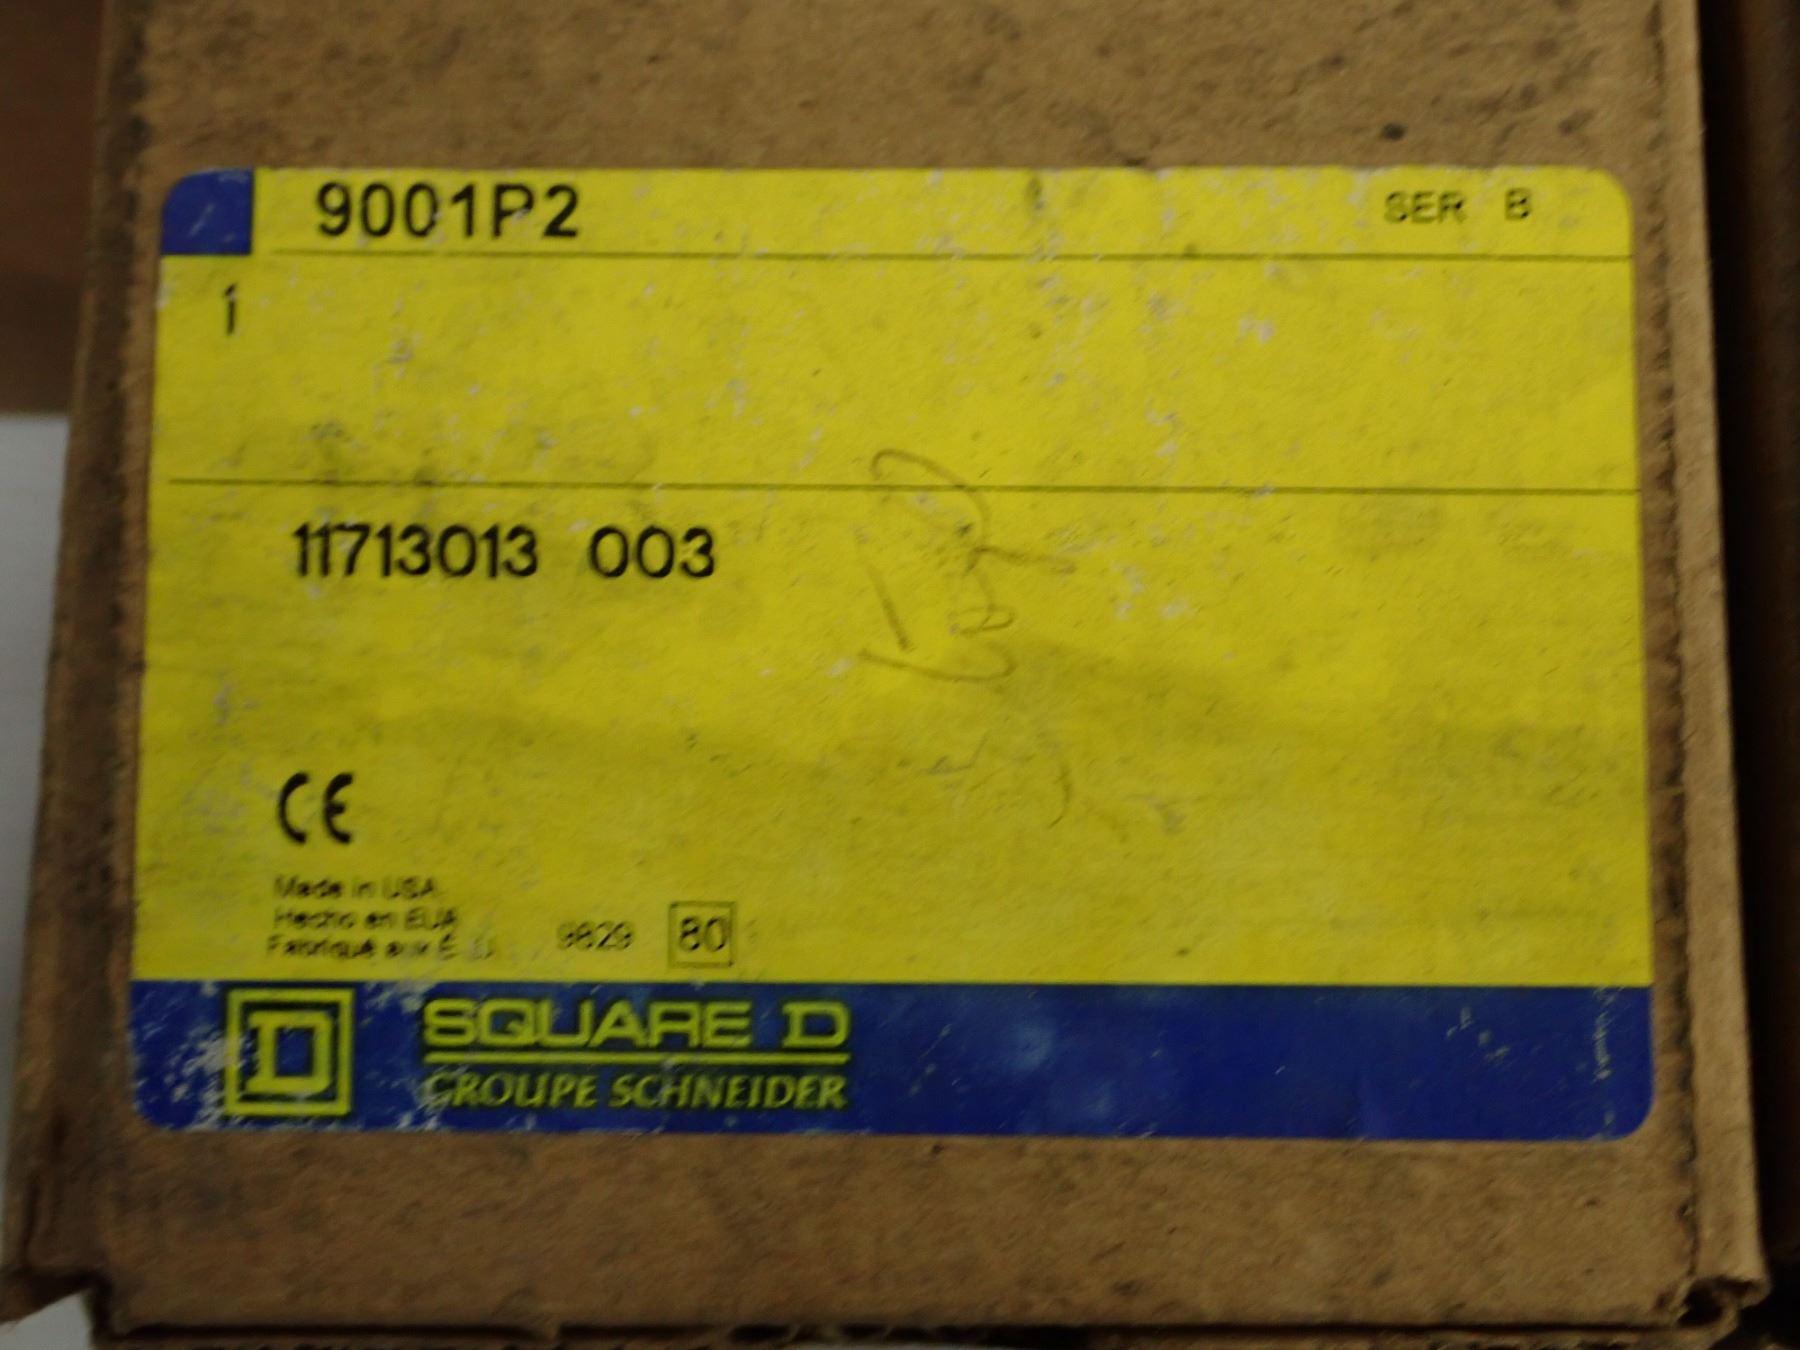 9001P2 SER B
1
11713013 003
CE
Made in USA
Hecho en EUA
Fabriqué aux É.U. 9829 80
D SQUARE D
GROUPE SCHNEIDER